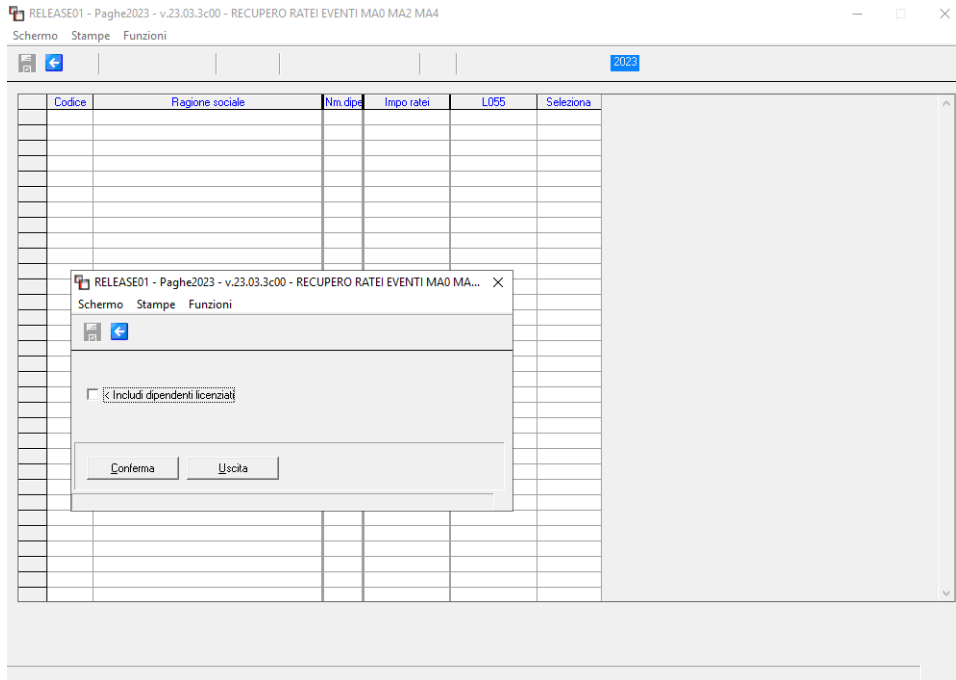 RELEASE01 - Paghe2023 - v.23.03.3c00 - RECUPERO RATEI EVENTI MA0 MA2 MA4
Schermo Stampe Funzioni
2023
Codice Ragione sociale Nm.dipe Impo ratei L055 Seleziona
RELEASE01 - Paghe2023 - v.23.03.3c00 - RECUPERO RATEI EVENTI MA0 MA...
Schermo Stampe Funzioni
< Includi dipendenti licenziati
Conferma Uscita